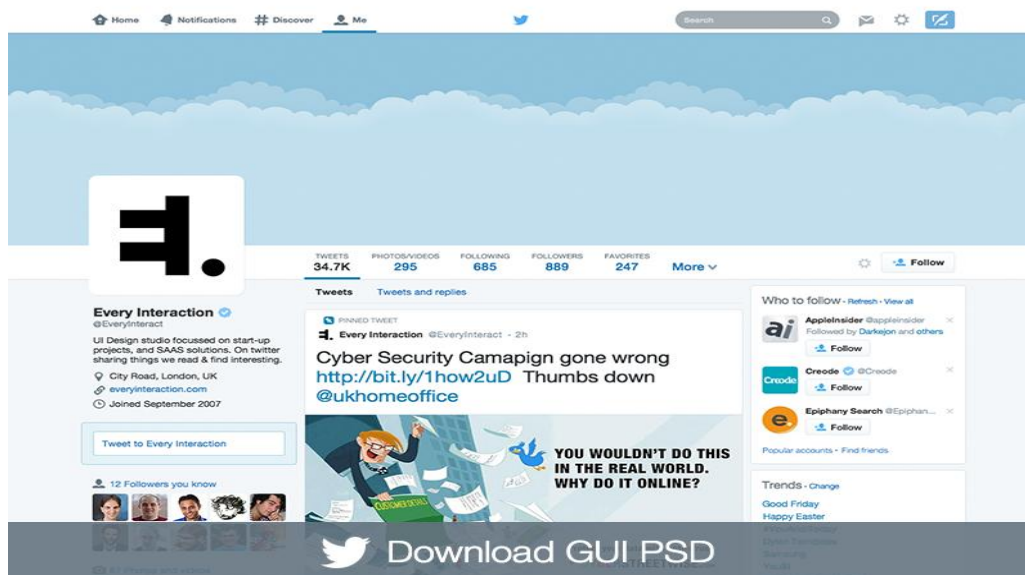 Home Notifications Discover Me Search
TWEETS PHOTOS/VIDEOS FOLLOWING FOLLOWERS FAVORITES
34.7K 295 685 889 247 More
Follow
Every Interaction
@EveryInteract
UI Design studio focussed on start-up
projects, and SAAS solutions. On twitter
sharing things we read & find interesting.
City Road, London, UK
everyinteraction.com
Joined September 2007
Tweet to Every Interaction
12 Followers you know
Tweets Tweets and replies
PINNED TWEET
Every Interaction @EveryInteract · 2h
Cyber Security Camapign gone wrong
http://bit.ly/1how2uD Thumbs down
@ukhomeoffice
CUSTOMER DETAILS
YOU WOULDN'T DO THIS
IN THE REAL WORLD.
WHY DO IT ONLINE?
Who to follow · Refresh · View all
ai
AppleInsider @appleinsider
Followed by Darkejon and others
Follow
Creode
Creode @Creode
Follow
e.
Epiphany Search @Epiphan...
Follow
Popular accounts · Find friends
Trends · Change
Good Friday
Happy Easter
Samsung
Download GUI PSD